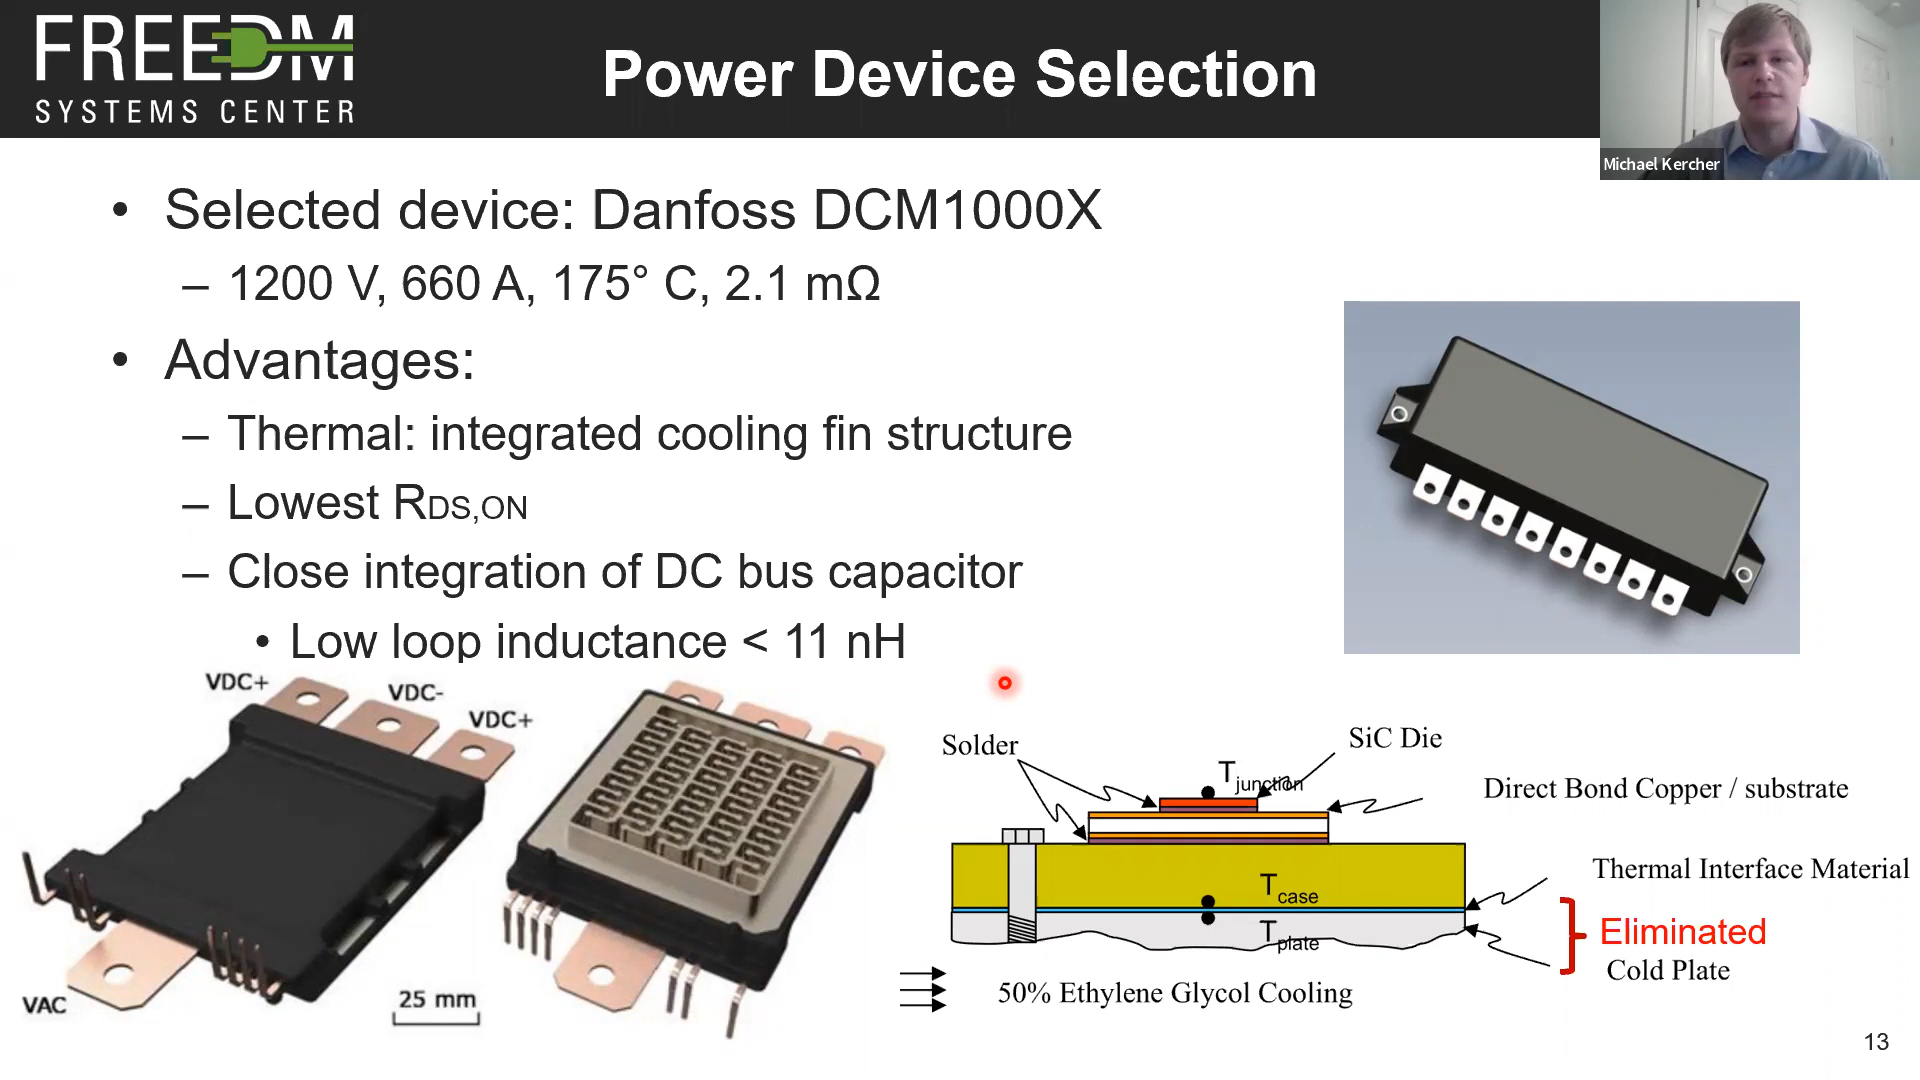 FREEDM
SYSTEMS CENTER
Power Device Selection
Michael Kercher
• Selected device: Danfoss DCM1000X
– 1200 V, 660 A, 175° C, 2.1 mΩ
• Advantages:
– Thermal: integrated cooling fin structure
– Lowest RDS,ON
– Close integration of DC bus capacitor
• Low loop inductance < 11 nH
VDC+
VDC-
VDC+
VAC
25 mm
Solder
SiC Die
Tjunction
Direct Bond Copper / substrate
Thermal Interface Material
Tcase
Eliminated
Tplate
Cold Plate
50% Ethylene Glycol Cooling
13